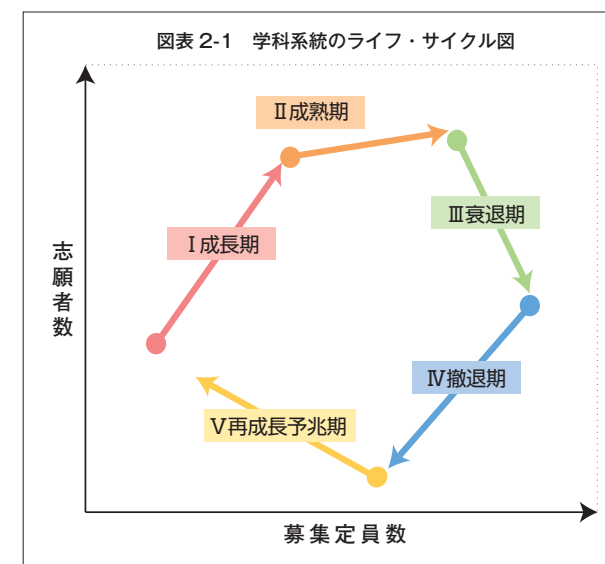 図表 2-1　学科系統のライフ・サイクル図
Ⅱ成熟期
Ⅲ衰退期
Ⅰ成長期
志願者数
Ⅳ撤退期
Ⅴ再成長予兆期
募集定員数